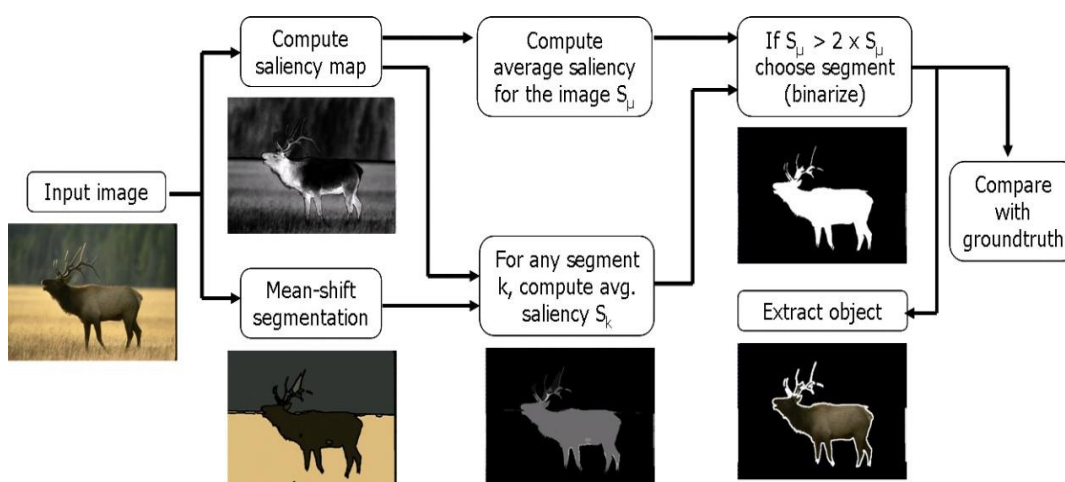 Compute
saliency map
Compute
average saliency
for the image Sμ
If Sμ > 2 x Sμ
choose segment
(binarize)
Input image
Compare
with
groundtruth
Mean-shift
segmentation
For any segment
k, compute avg.
saliency Sk
Extract object